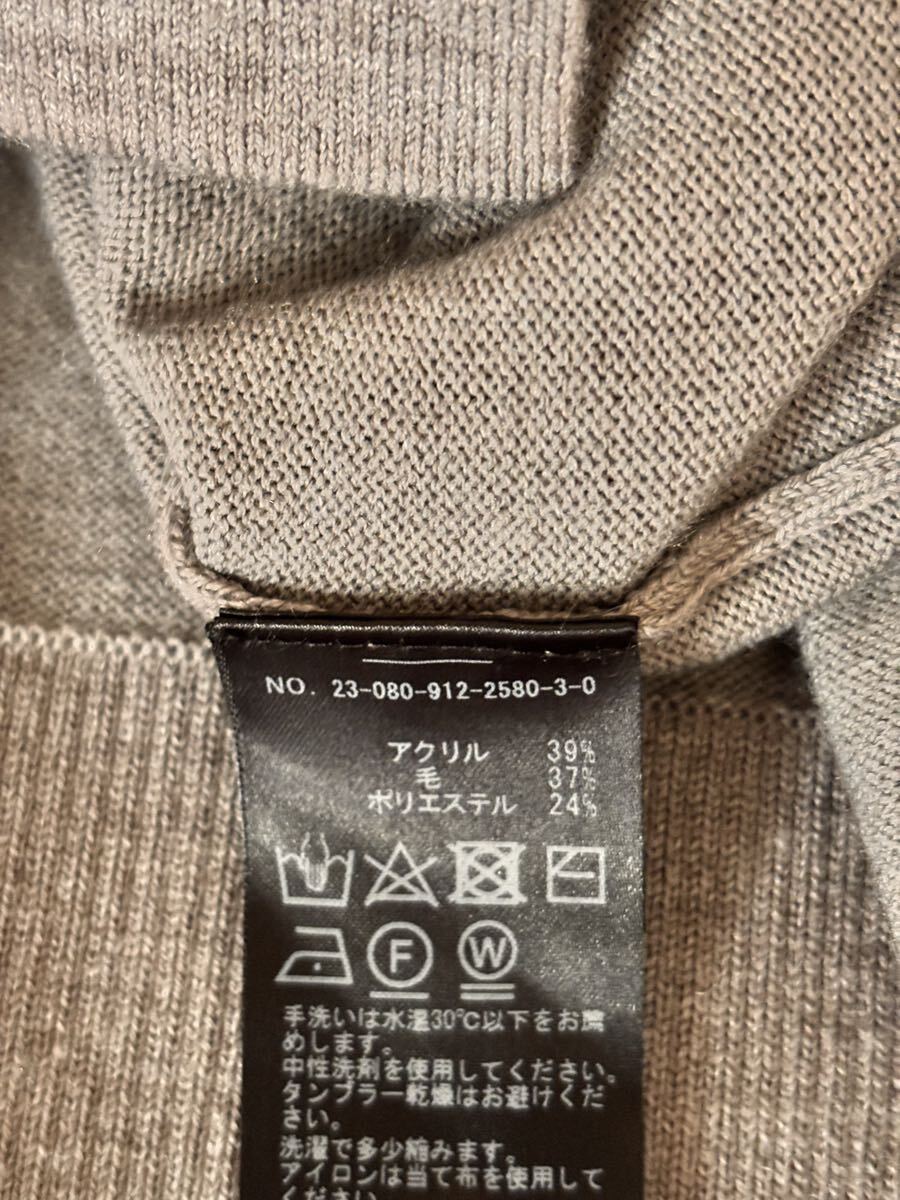 NO. 23-080-912-2580-3-0
アクリル 39%
毛 37%
ポリエステル 24%
F W
手洗いは水温30℃以下をお薦
めします。
中性洗剤を使用してください。
タンブラー乾燥はお避けくだ
さい。
洗濯で多少縮みます。
アイロンは当て布を使用して
ください